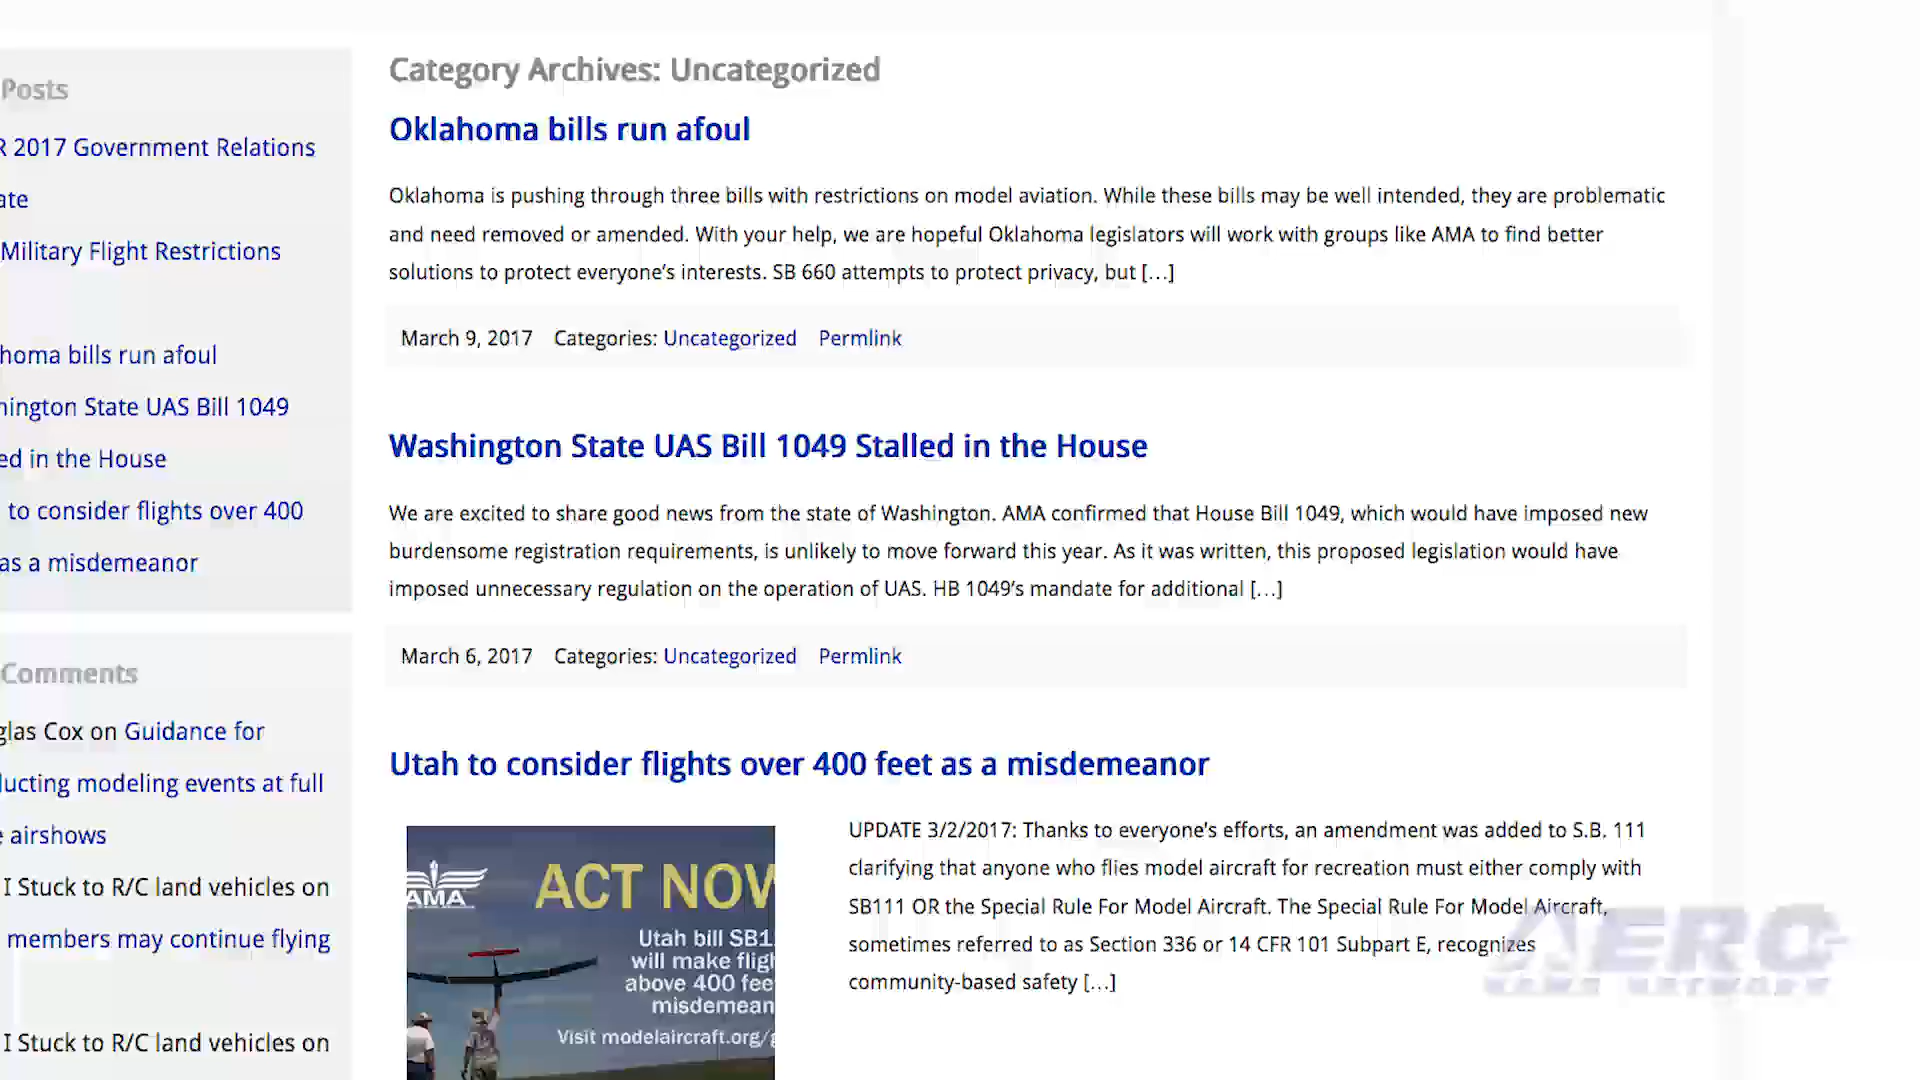 Posts
R 2017 Government Relations
ate
Military Flight Restrictions
homa bills run afoul
hington State UAS Bill 1049
ed in the House
to consider flights over 400
as a misdemeanor
Comments
glas Cox on Guidance for
ducting modeling events at full
e airshows
I Stuck to R/C land vehicles on
members may continue flying
I Stuck to R/C land vehicles on
Category Archives: Uncategorized
Oklahoma bills run afoul
Oklahoma is pushing through three bills with restrictions on model aviation. While these bills may be well intended, they are problematic
and need removed or amended. With your help, we are hopeful Oklahoma legislators will work with groups like AMA to find better
solutions to protect everyone’s interests. SB 660 attempts to protect privacy, but […]
March 9, 2017 Categories: Uncategorized Permlink
Washington State UAS Bill 1049 Stalled in the House
We are excited to share good news from the state of Washington. AMA confirmed that House Bill 1049, which would have imposed new
burdensome registration requirements, is unlikely to move forward this year. As it was written, this proposed legislation would have
imposed unnecessary regulation on the operation of UAS. HB 1049’s mandate for additional […]
March 6, 2017 Categories: Uncategorized Permlink
Utah to consider flights over 400 feet as a misdemeanor
AMA
ACT NOW
Utah bill SB1
will make fligh
above 400 fee
misdemean
Visit modelaircraft.org/g
UPDATE 3/2/2017: Thanks to everyone’s efforts, an amendment was added to S.B. 111
clarifying that anyone who flies model aircraft for recreation must either comply with
SB111 OR the Special Rule For Model Aircraft. The Special Rule For Model Aircraft,
sometimes referred to as Section 336 or 14 CFR 101 Subpart E, recognizes
community-based safety […]
AERO
NEWS NETWORK